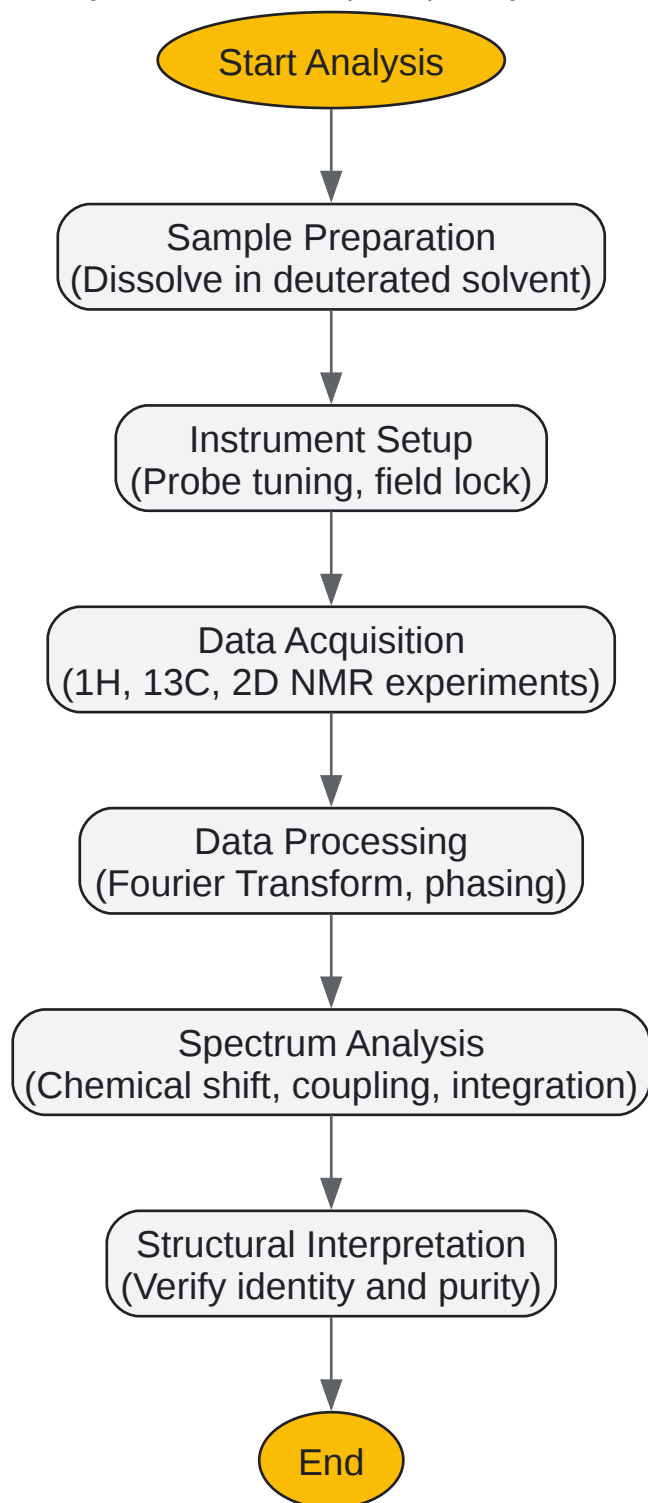 Start Analysis
Sample Preparation
(Dissolve in deuterated solvent)
Instrument Setup
(Probe tuning, field lock)
Data Acquisition
(1H, 13C, 2D NMR experiments)
Data Processing
(Fourier Transform, phasing)
Spectrum Analysis
(Chemical shift, coupling, integration)
Structural Interpretation
(Verify identity and purity)
End